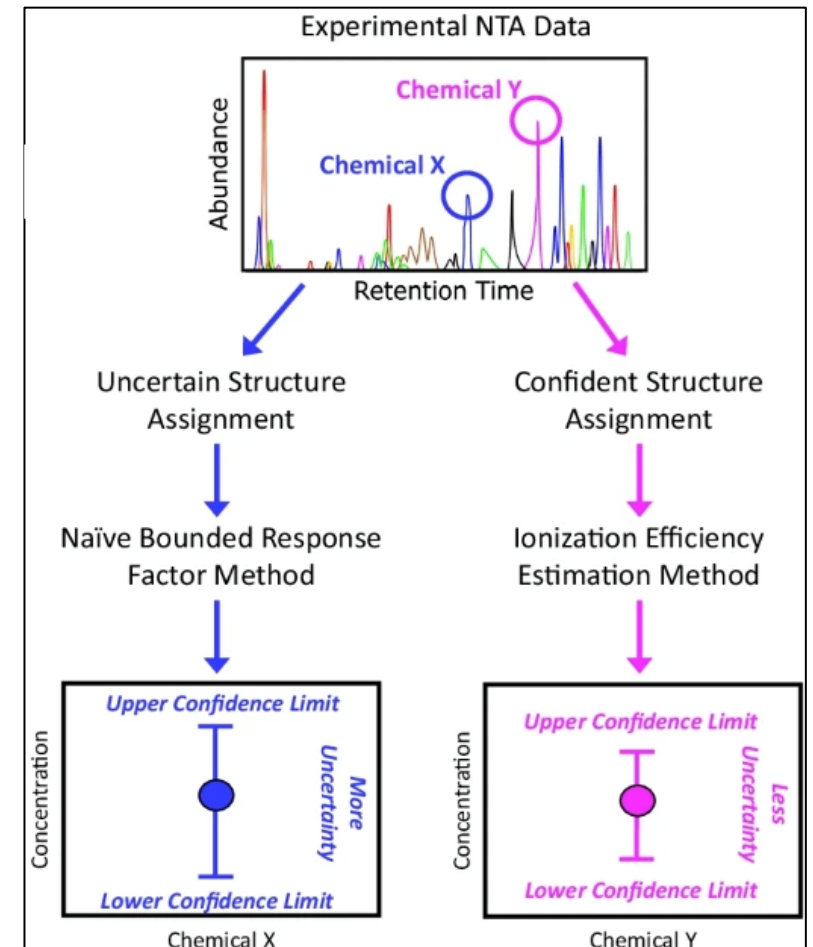 Experimental NTA Data
Abundance
Chemical Y
Chemical X
Retention Time
Uncertain Structure
Assignment
Confident Structure
Assignment
Naïve Bounded Response
Factor Method
Ionization Efficiency
Estimation Method
Concentration
Upper Confidence Limit
More
Uncertainty
Lower Confidence Limit
Chemical X
Concentration
Upper Confidence Limit
Less
Uncertainty
Lower Confidence Limit
Chemical Y